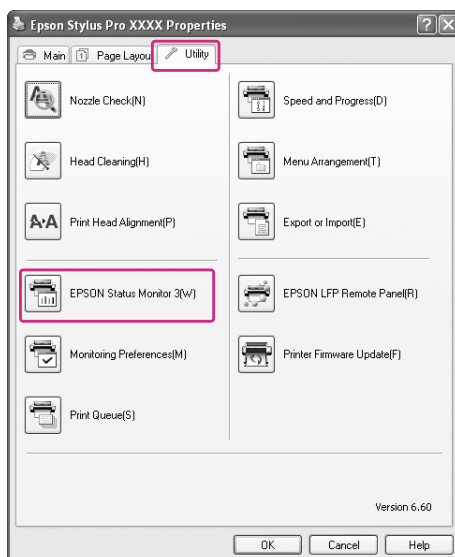 Epson Stylus Pro XXXX Properties
Main
Page Layou
Utility
Nozzle Check(N)
Speed and Progress(D)
Head Cleaning(H)
Menu Arrangement(T)
A▸A
Print Head Alignment(P)
Export or Import(E)
EPSON Status Monitor 3(W)
EPSON LFP Remote Panel(R)
Monitoring Preferences(M)
Printer Firmware Update(F)
Print Queue(S)
Version 6.60
OK
Cancel
Help